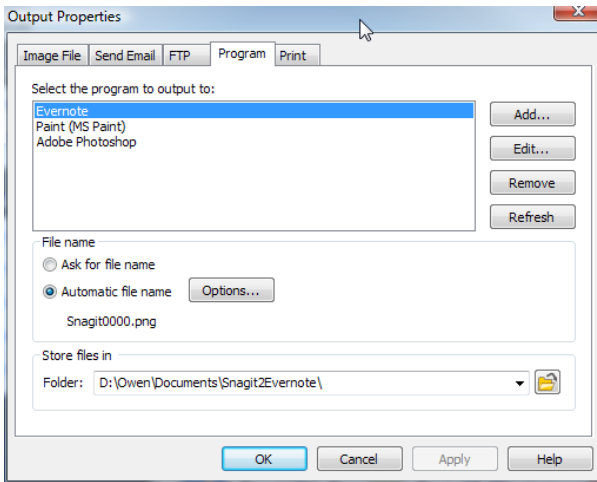 Output Properties
Image File Send Email FTP Program Print
Select the program to output to:
Evernote
Paint (MS Paint)
Adobe Photoshop
Add...
Edit...
Remove
Refresh
File name
Ask for file name
Automatic file name Options...
Snagit0000.png
Store files in
Folder: D:\Owen\Documents\Snagit2Evernote\
OK Cancel Apply Help